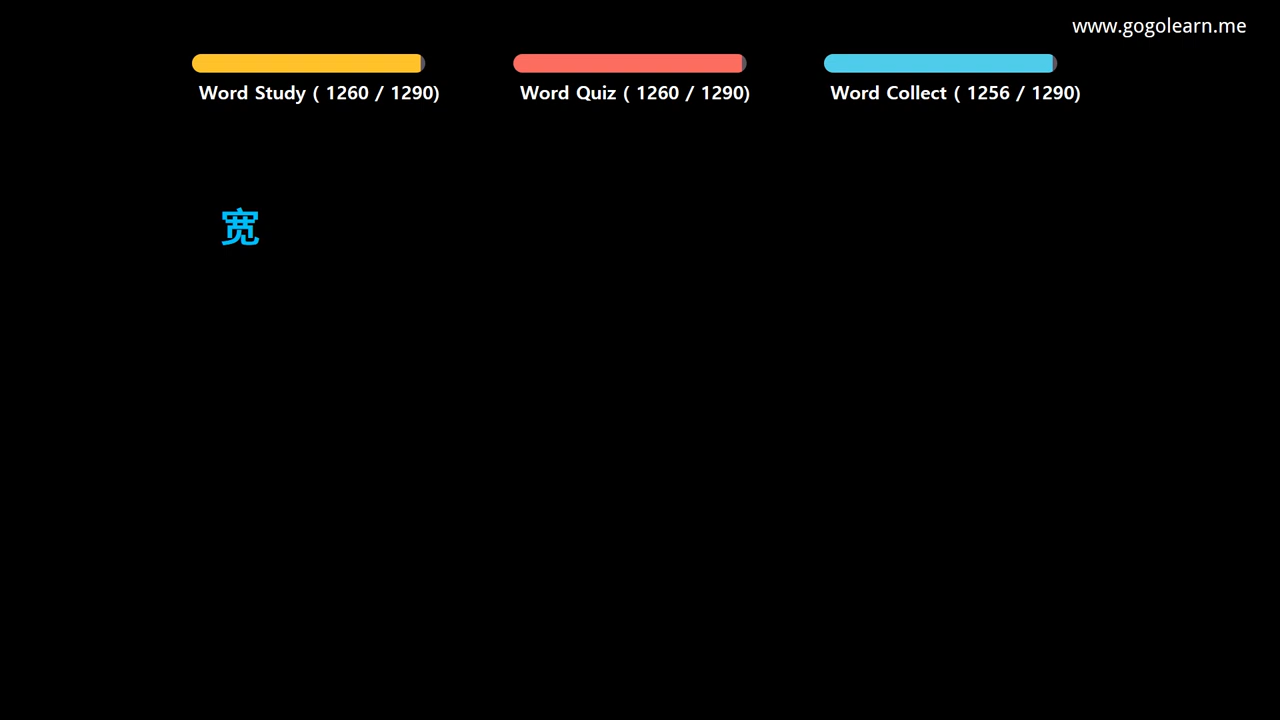 www.gogolearn.me
Word Study ( 1260 / 1290)
Word Quiz ( 1260 / 1290)
Word Collect ( 1256 / 1290)
宽